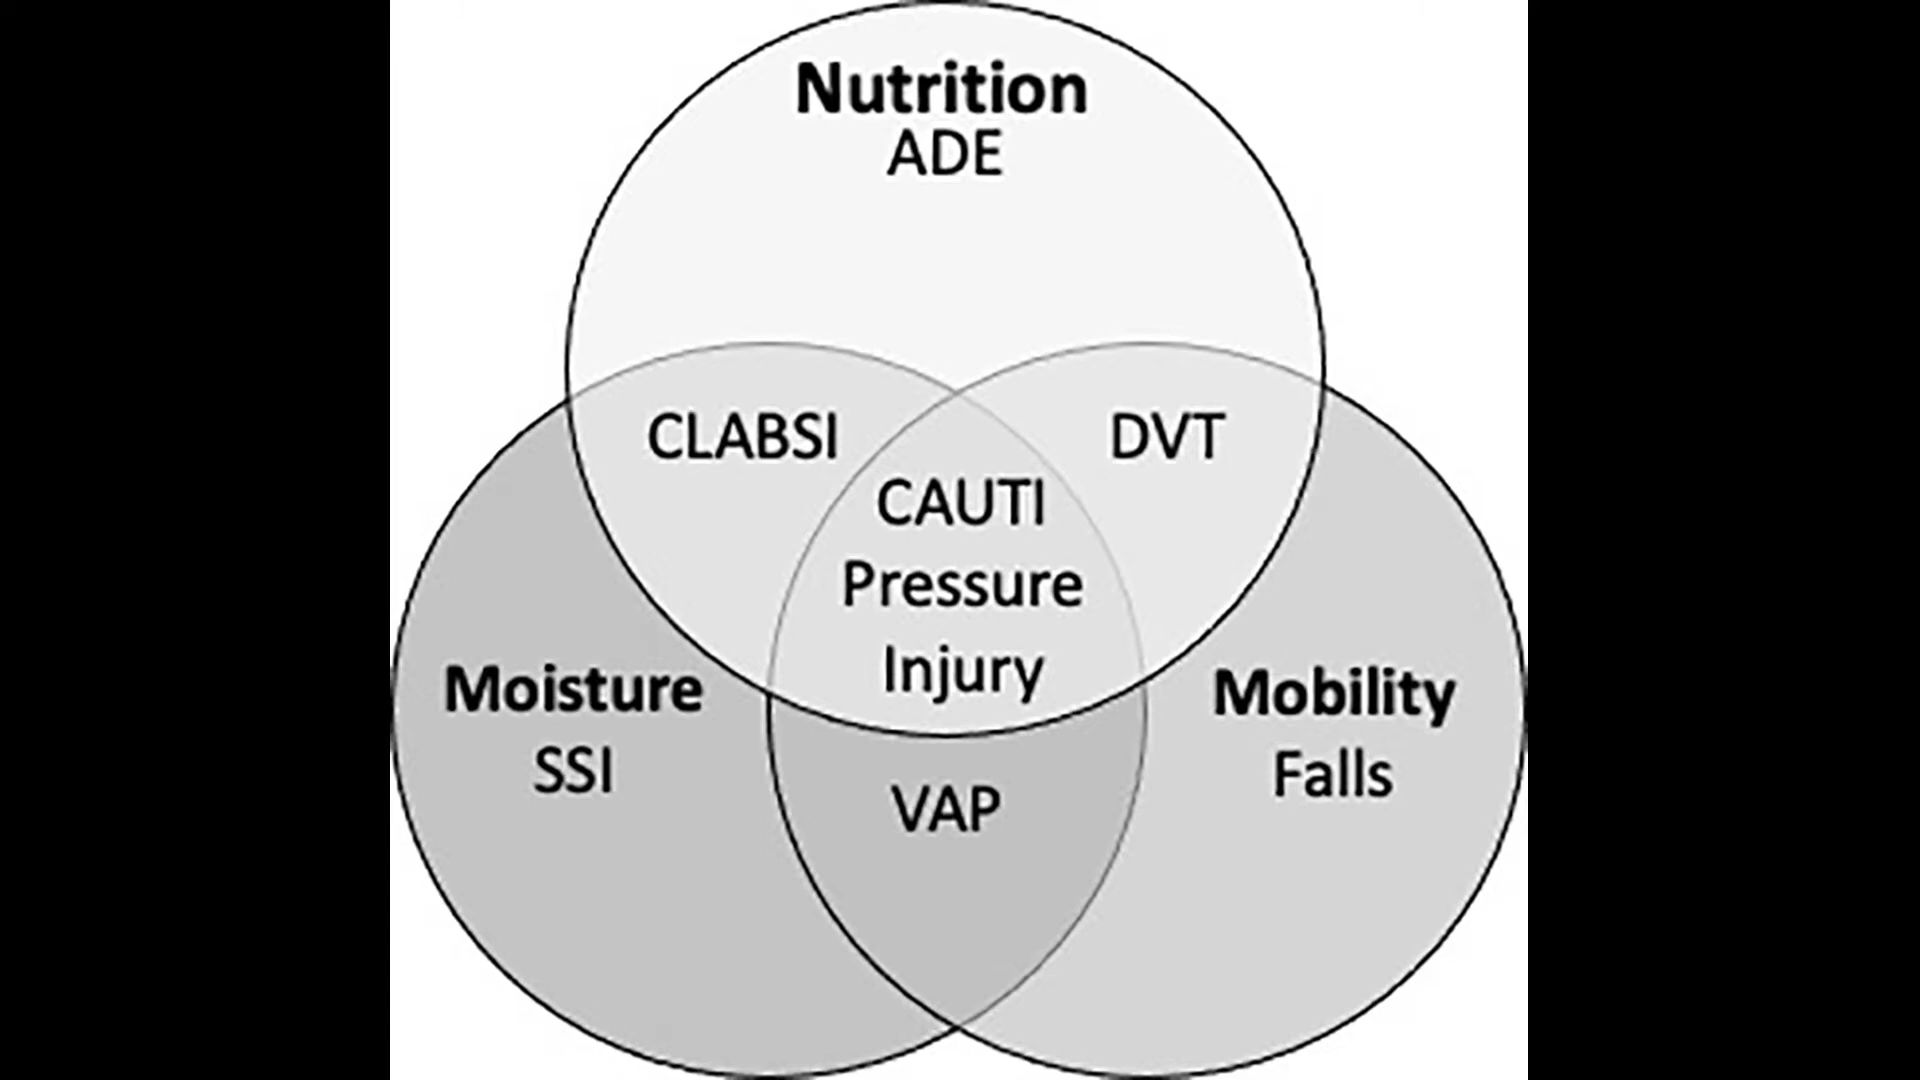 Nutrition
ADE
CLABSI
DVT
CAUTI
Pressure
Injury
Moisture
SSI
Mobility
Falls
VAP